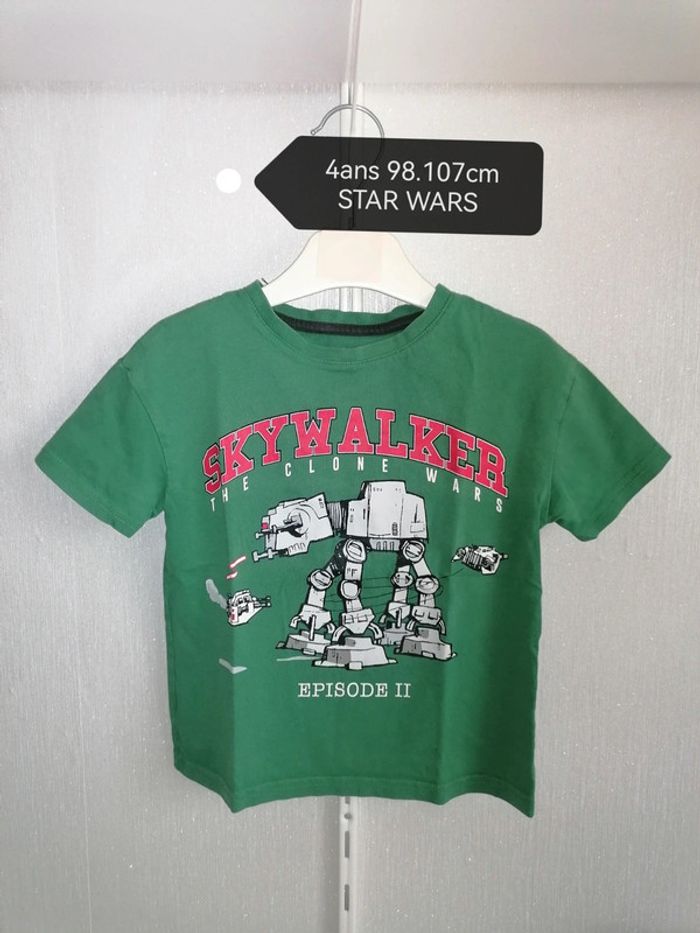 4ans 98.107cm
STAR WARS
SKYWALKER
THE CLONE WARS
EPISODE II